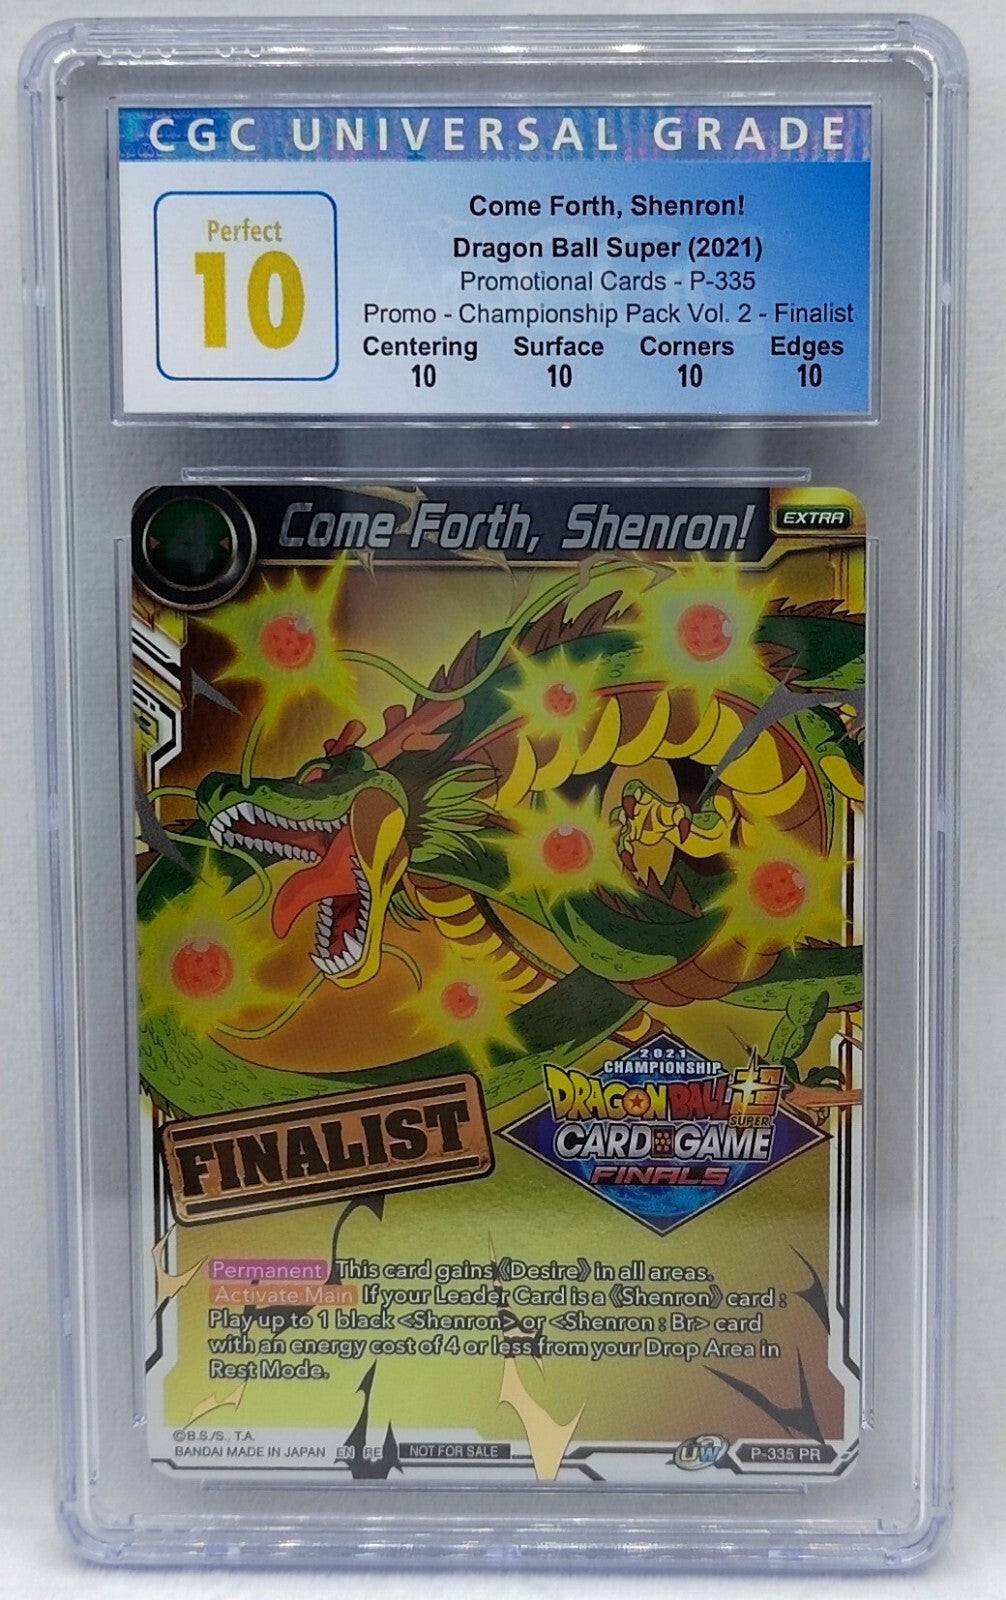 CGC UNIVERSAL GRADE
Perfect
10
Come Forth, Shenron!
Dragon Ball Super (2021)
Promotional Cards - P-335
Promo - Championship Pack Vol. 2 - Finalist
Centering Surface Corners Edges
10 10 10 10
4 Come Forth, Shenron! EXTRA
2021
CHAMPIONSHIP
DRAGON BALL 超
SUPER
CARD GAME
FINALS
FINALIST
Permanent This card gains 《Desire》 in all areas.
Activate Main If your Leader Card is a 《Shenron》 card :
Play up to 1 black <Shenron> or <Shenron : Br> card
with an energy cost of 4 or less from your Drop Area in
Rest Mode.
©B.S./S., T.A.
BANDAI MADE IN JAPAN EN RE NOT FOR SALE UW P-335 PR